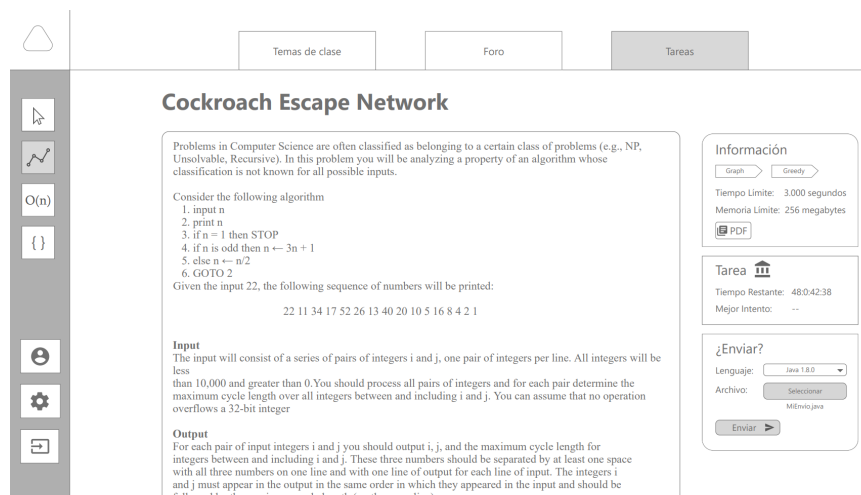 Temas de clase
Foro
Tareas
Cockroach Escape Network
O(n)
{ }
Problems in Computer Science are often classified as belonging to a certain class of problems (e.g., NP,
Unsolvable, Recursive). In this problem you will be analyzing a property of an algorithm whose
classification is not known for all possible inputs.
Consider the following algorithm
1. input n
2. print n
3. if n = 1 then STOP
4. if n is odd then n ← 3n + 1
5. else n ← n/2
6. GOTO 2
Given the input 22, the following sequence of numbers will be printed:
22 11 34 17 52 26 13 40 20 10 5 16 8 4 2 1
Input
The input will consist of a series of pairs of integers i and j, one pair of integers per line. All integers will be
less
than 10,000 and greater than 0.You should process all pairs of integers and for each pair determine the
maximum cycle length over all integers between and including i and j. You can assume that no operation
overflows a 32-bit integer
Output
For each pair of input integers i and j you should output i, j, and the maximum cycle length for
integers between and including i and j. These three numbers should be separated by at least one space
with all three numbers on one line and with one line of output for each line of input. The integers i
and j must appear in the output in the same order in which they appeared in the input and should be
Información
Graph
Greedy
Tiempo Limite: 3.000 segundos
Memoria Limite: 256 megabytes
PDF
Tarea
Tiempo Restante: 48:0:42:38
Mejor Intento: --
¿Enviar?
Lenguaje: Java 1.8.0
Archivo: Seleccionar
MiEnvio.java
Enviar